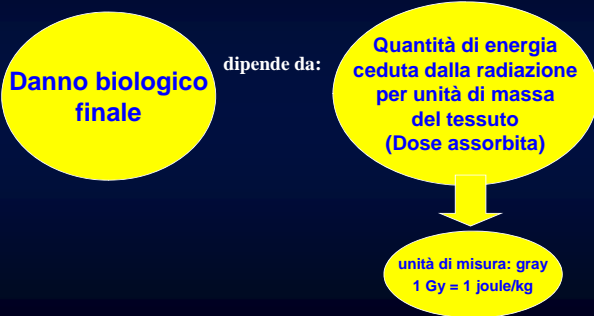 Danno biologico
finale
dipende da:
Quantità di energia
ceduta dalla radiazione
per unità di massa
del tessuto
(Dose assorbita)
unità di misura: gray
1 Gy = 1 joule/kg